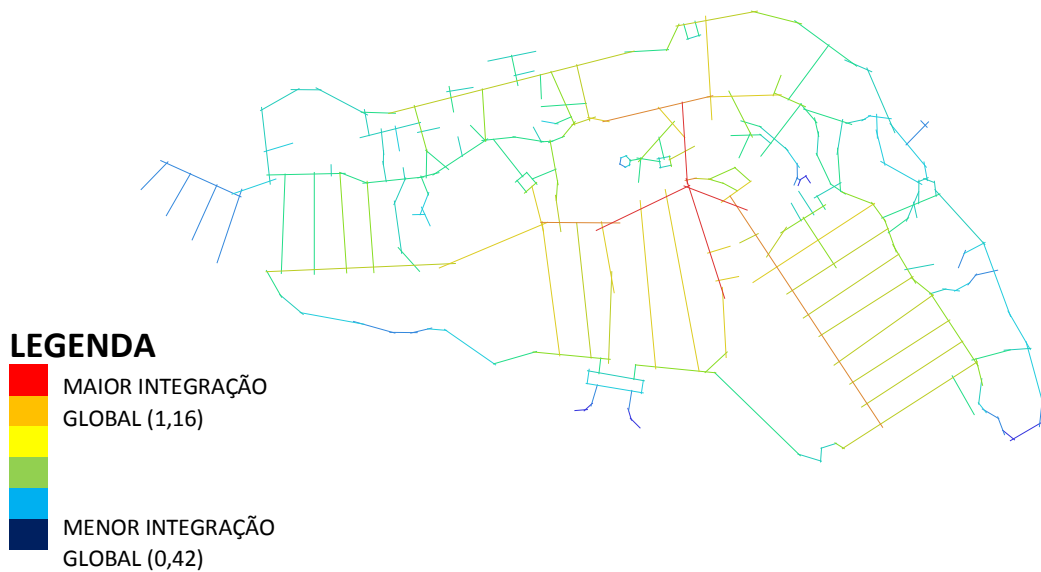 LEGENDA
MAIOR INTEGRAÇÃO
GLOBAL (1,16)
MENOR INTEGRAÇÃO
GLOBAL (0,42)